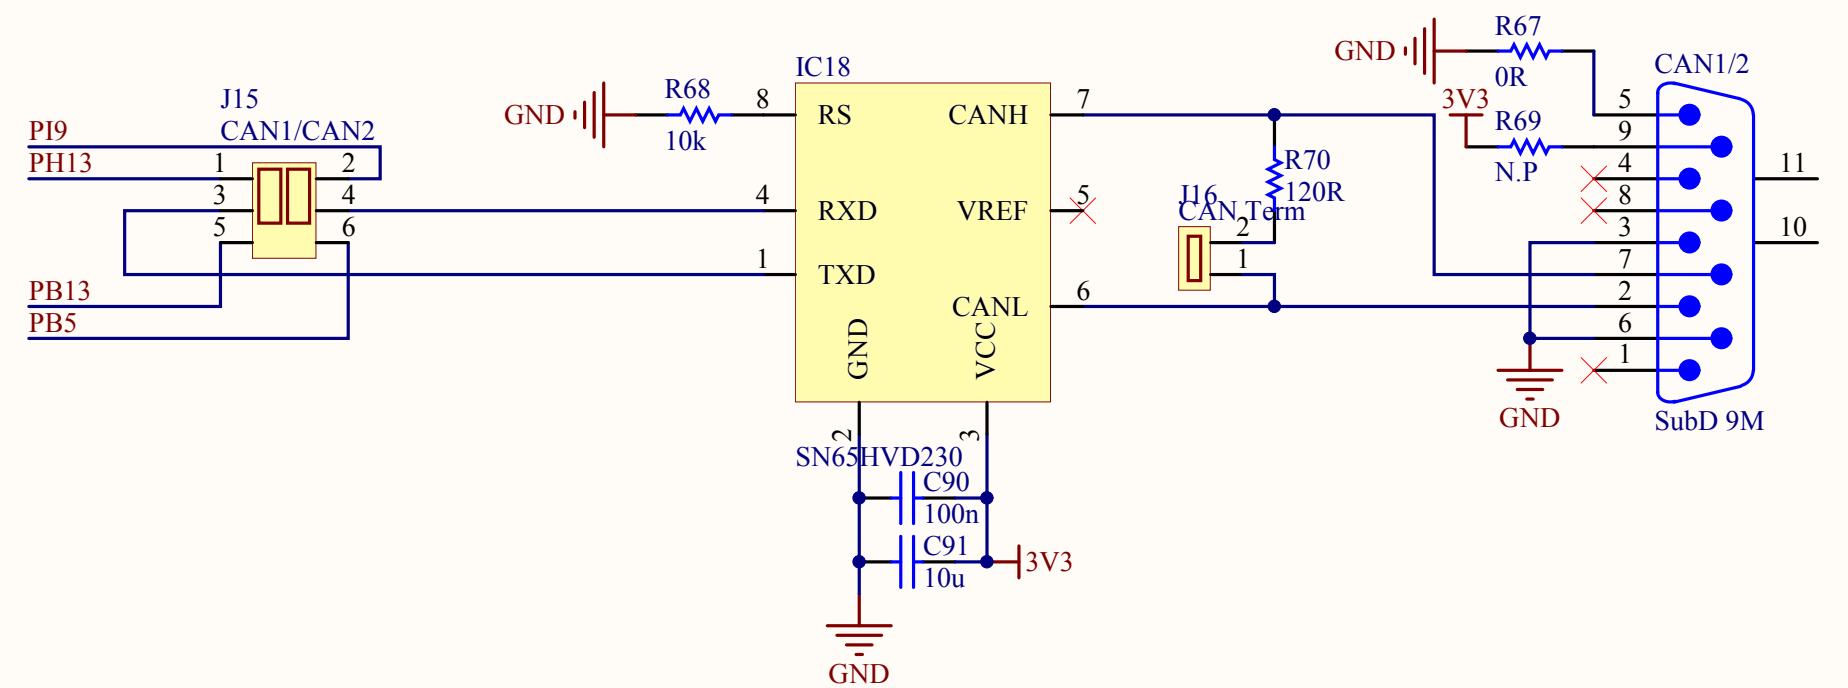 J15
CAN1/CAN2
PI9
PH13
PB13
PB5
1
2
3
4
5
6
GND
R68
10k
IC18
8
RS
4
RXD
1
TXD
GND
2
VCC
3
CANH
7
VREF
5
CANL
6
SN65HVD230
C90
100n
C91
10u
3V3
GND
R70
120R
J16
CAN Term
2
1
GND
R67
0R
3V3
R69
N.P
CAN1/2
5
9
4
8
3
7
2
6
1
11
10
GND
SubD 9M